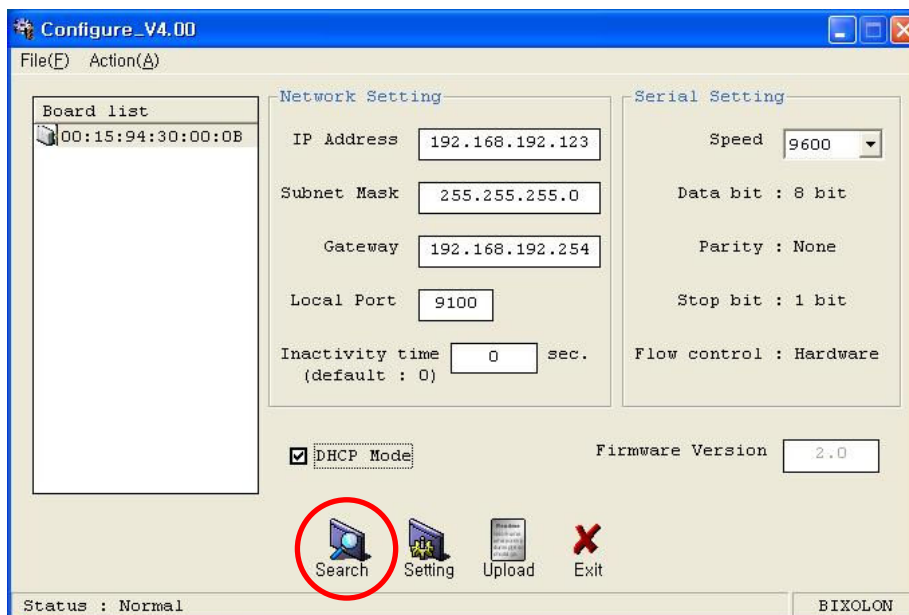 Configure_V4.00
File(F) Action(A)
Board list
00:15:94:30:00:0B
Network Setting
IP Address 192.168.192.123
Subnet Mask 255.255.255.0
Gateway 192.168.192.254
Local Port 9100
Inactivity time 0 sec.
(default : 0)
Serial Setting
Speed 9600
Data bit : 8 bit
Parity : None
Stop bit : 1 bit
Flow control : Hardware
DHCP Mode
Firmware Version 2.0
Search Setting Upload Exit
Status : Normal BIXOLON